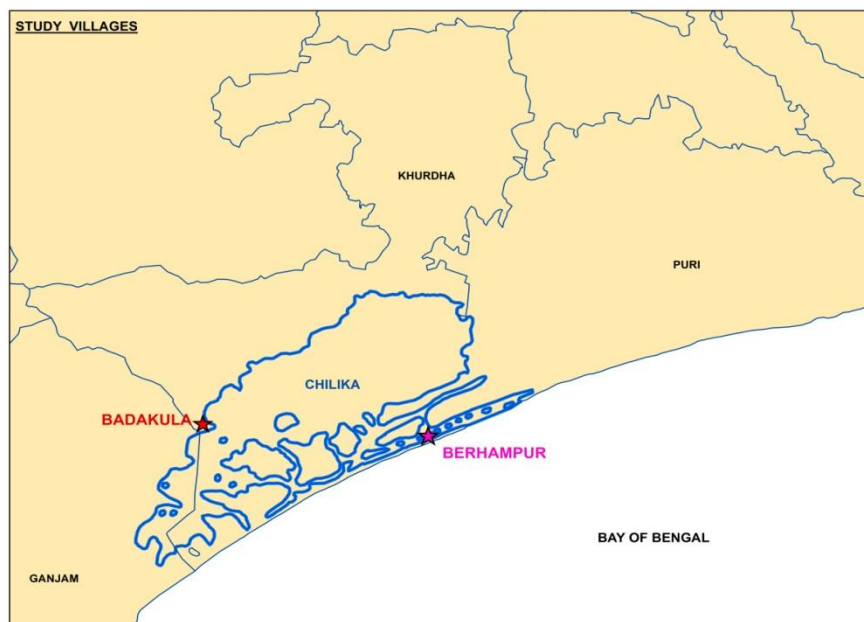 STUDY VILLAGES
KHURDHA
PURI
CHILIKA
BADAKULA
BERHAMPUR
BAY OF BENGAL
GANJAM